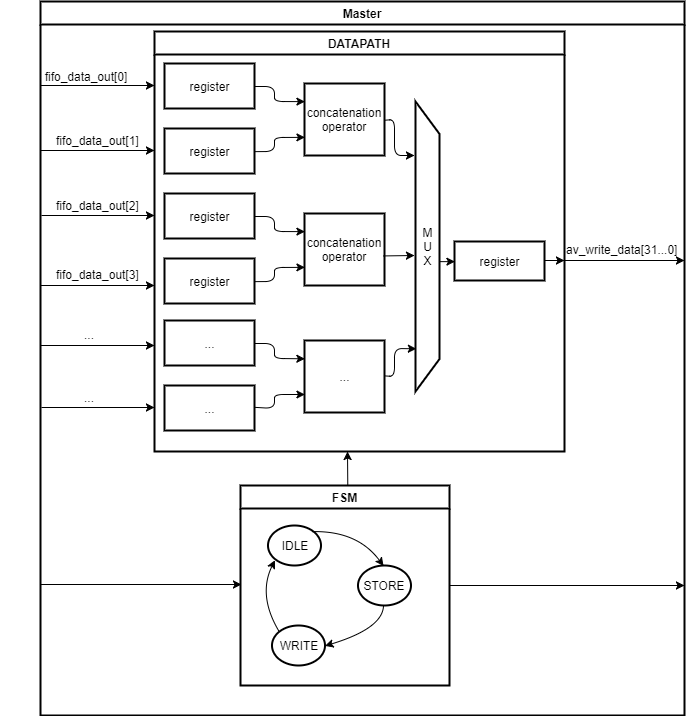 Master
DATAPATH
fifo_data_out[0]
register
concatenation
operator
fifo_data_out[1]
register
fifo_data_out[2]
register
concatenation
operator
M
U
X
register
av_write_data[31...0]
fifo_data_out[3]
register
...
...
...
...
...
FSM
IDLE
STORE
WRITE